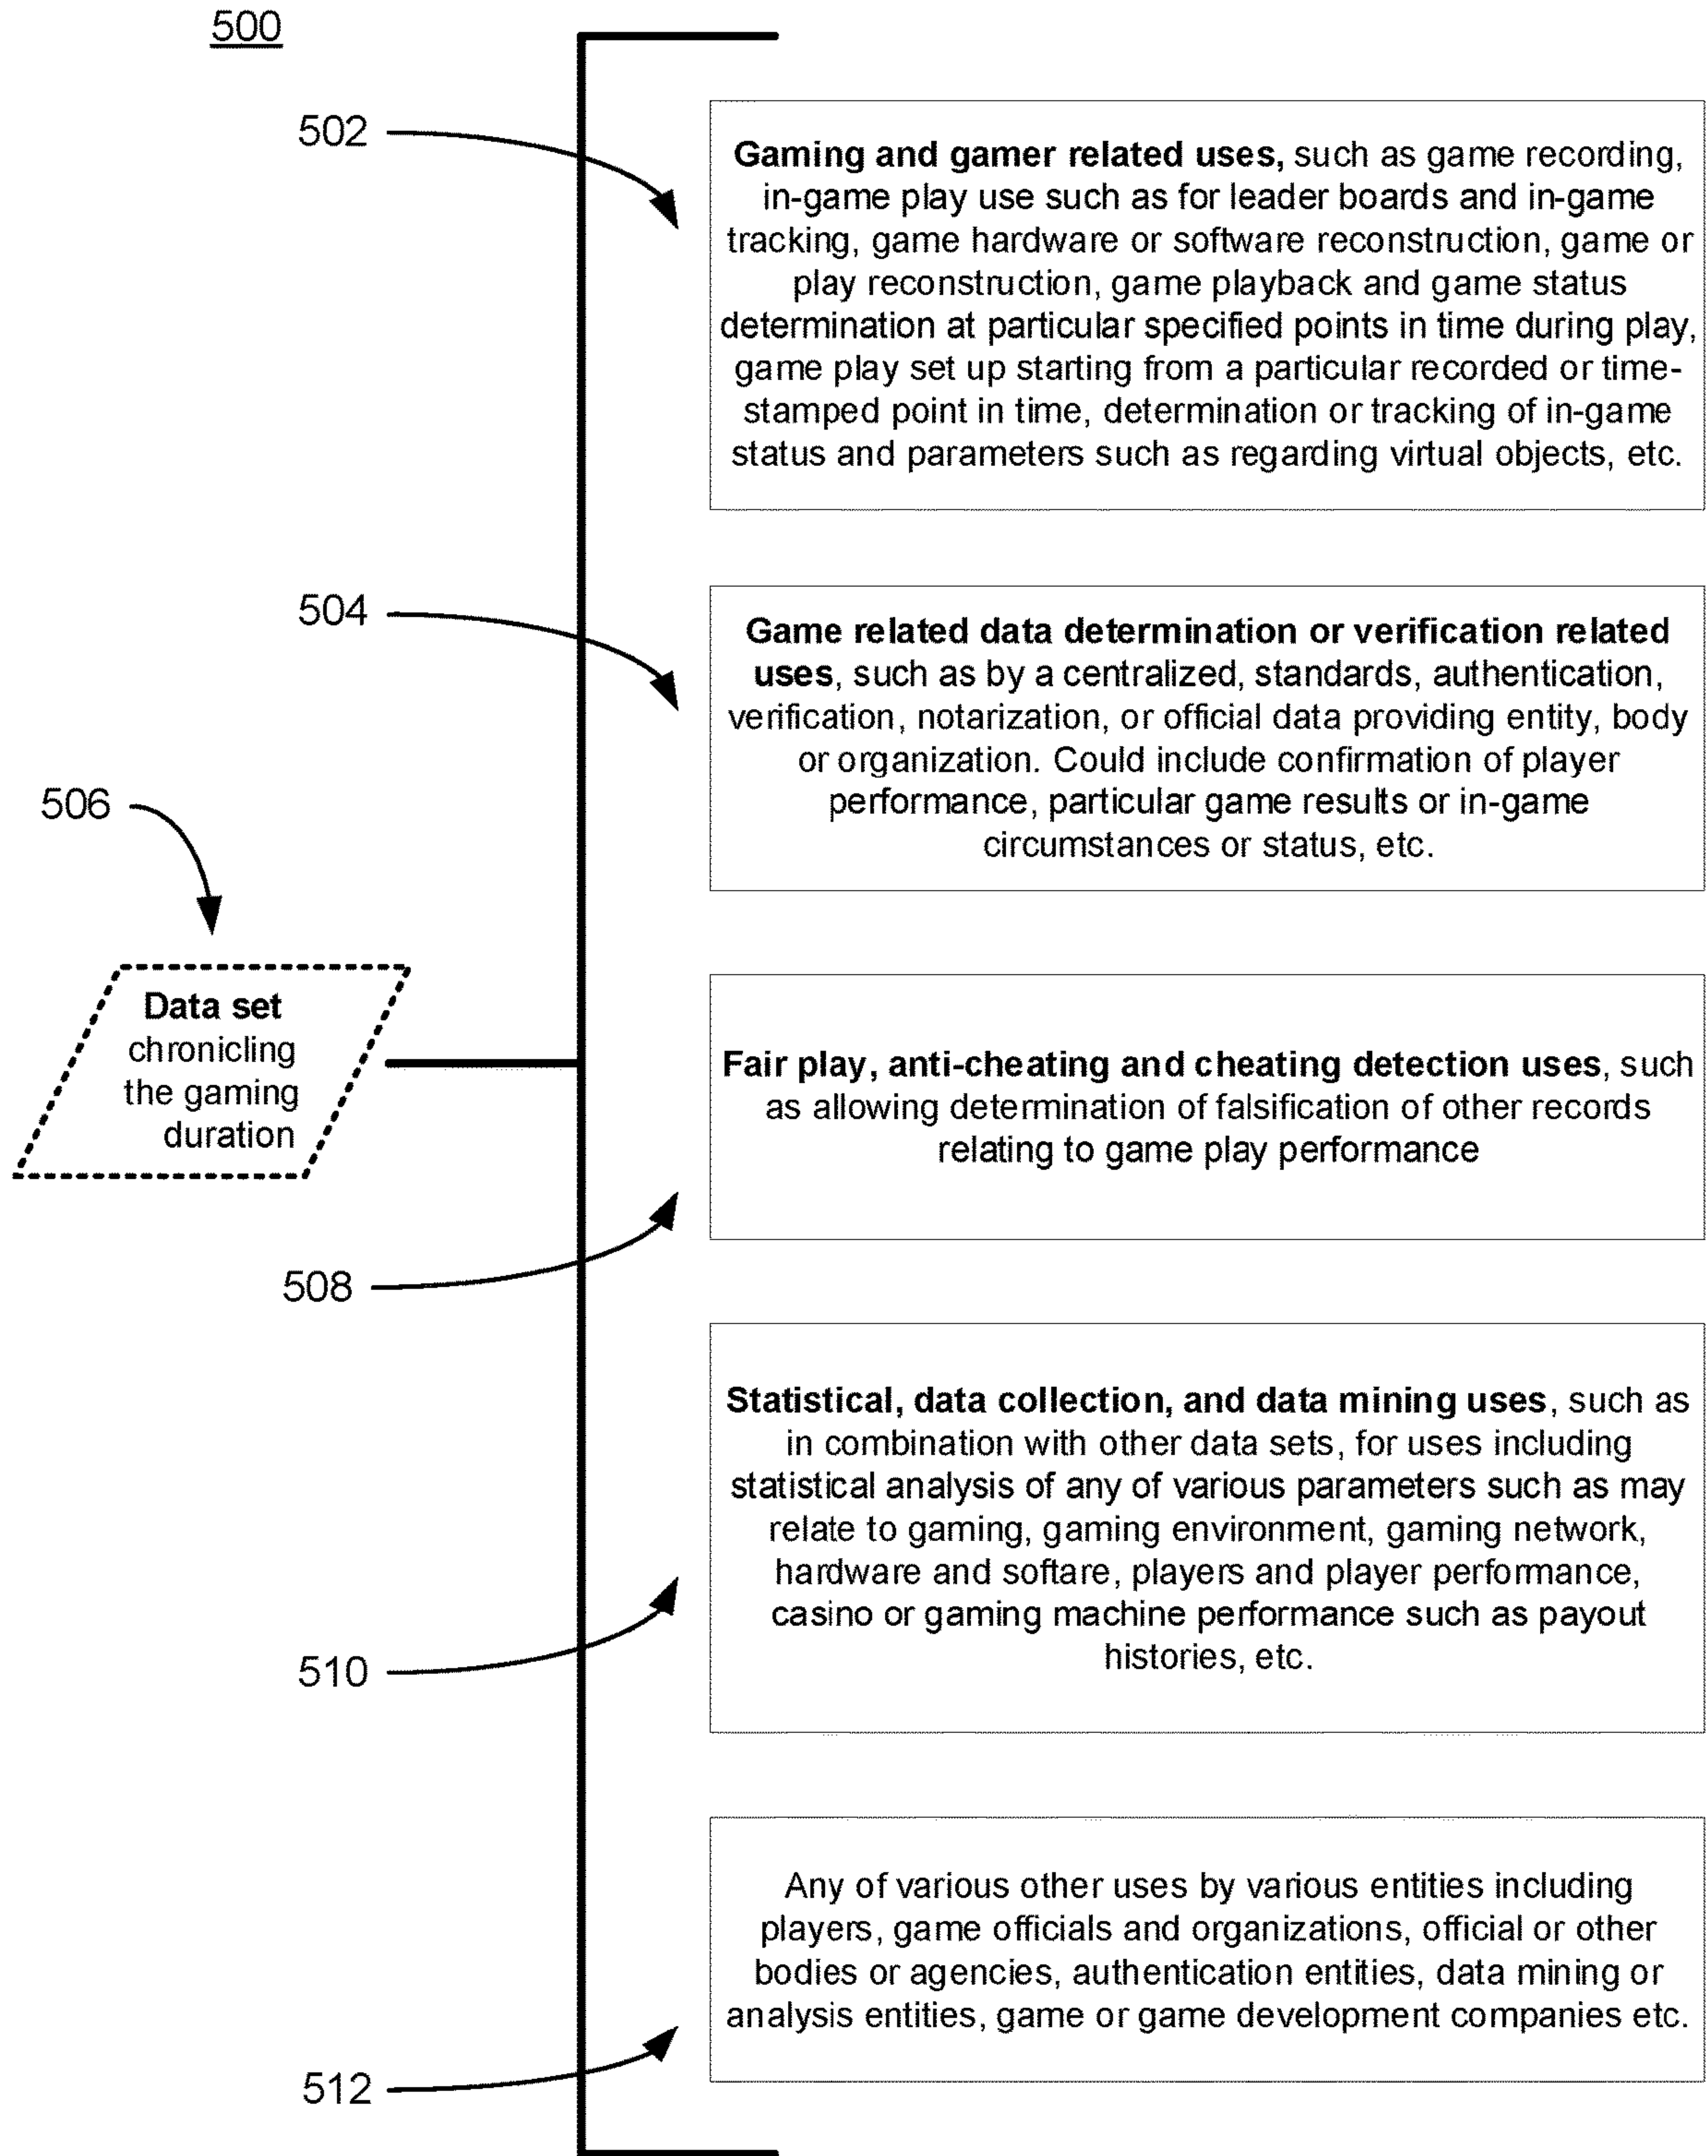 500
502
Gaming and gamer related uses, such as game recording,
in-game play use such as for leader boards and in-game
tracking, game hardware or software reconstruction, game or
play reconstruction, game playback and game status
determination at particular specified points in time during play,
game play set up starting from a particular recorded or time-
stamped point in time, determination or tracking of in-game
status and parameters such as regarding virtual objects, etc.
504
Game related data determination or verification related
uses, such as by a centralized, standards, authentication,
verification, notarization, or official data providing entity, body
or organization. Could include confirmation of player
performance, particular game results or in-game
circumstances or status, etc.
506
Data set
chronicling
the gaming
duration
Fair play, anti-cheating and cheating detection uses, such
as allowing determination of falsification of other records
relating to game play performance
508
Statistical, data collection, and data mining uses, such as
in combination with other data sets, for uses including
statistical analysis of any of various parameters such as may
relate to gaming, gaming environment, gaming network,
hardware and softare, players and player performance,
casino or gaming machine performance such as payout
histories, etc.
510
Any of various other uses by various entities including
players, game officials and organizations, official or other
bodies or agencies, authentication entities, data mining or
analysis entities, game or game development companies etc.
512